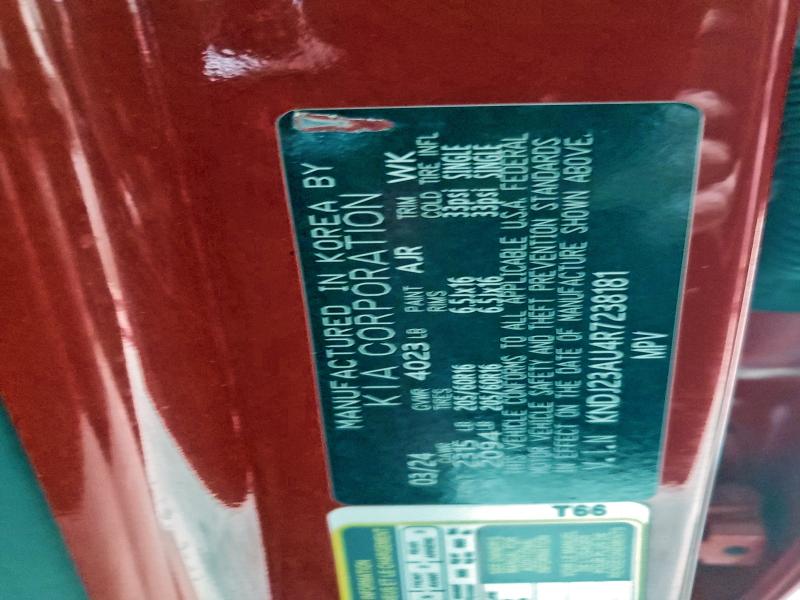 MANUFACTURED IN KOREA BY
KIA CORPORATION
03/24 GVWR 4023 LB PAINT AJR TRIM WK
TIRES RIMS COLD TIRE INFL
2315 LB 205/60R16 6.5Jx16 33psi SINGLE
2094 LB 205/60R16 6.5Jx16 33psi SINGLE
THIS VEHICLE CONFORMS TO ALL APPLICABLE U.S.A. FEDERAL
MOTOR VEHICLE SAFETY AND THEFT PREVENTION STANDARDS
IN EFFECT ON THE DATE OF MANUFACTURE SHOWN ABOVE.
V.I.N KNDJ23AU4R7238181
MPV
T66
INFORMATION